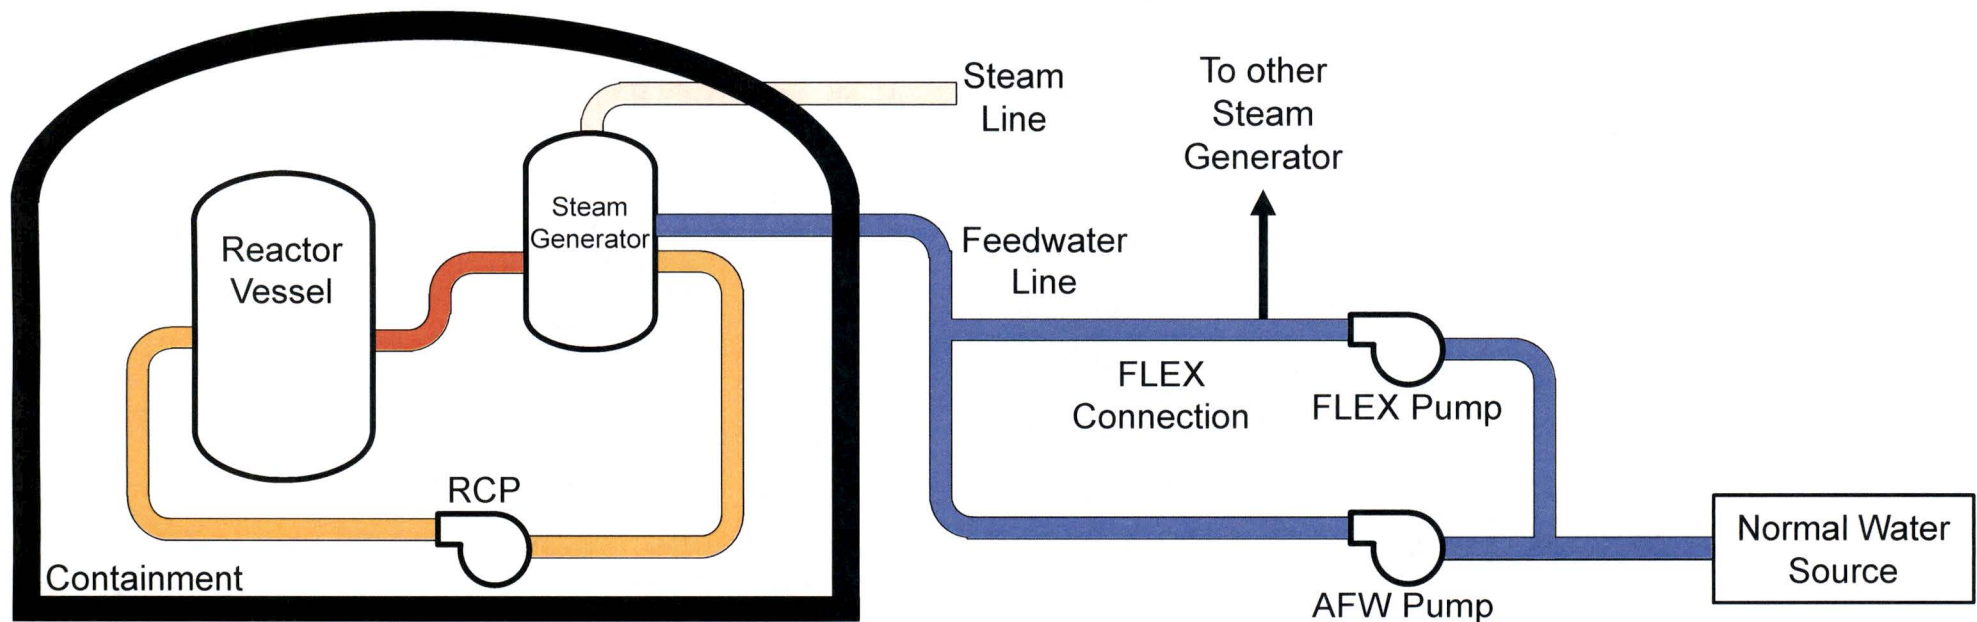 Steam
Line
To other
Steam
Generator
Reactor
Vessel
Steam
Generator
Feedwater
Line
FLEX
Connection
FLEX Pump
RCP
Normal Water
Source
Containment
AFW Pump